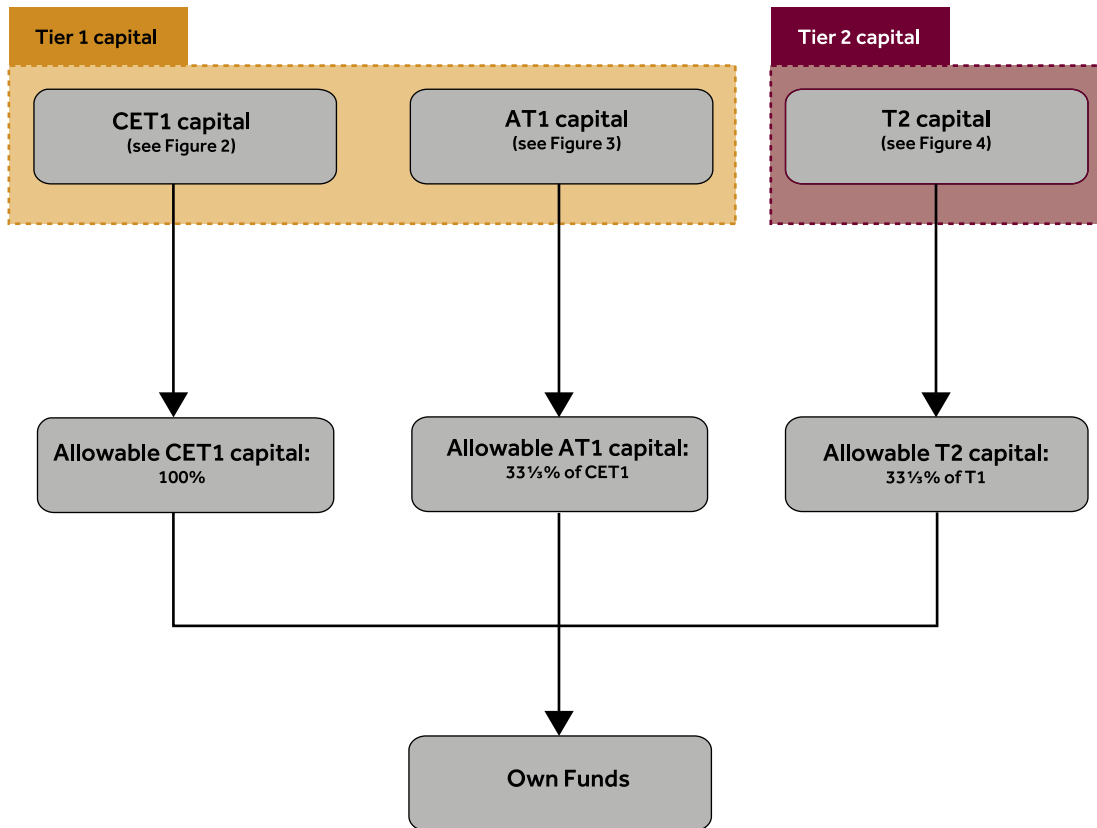 Tier 1 capital
Tier 2 capital
CET1 capital
(see Figure 2)
AT1 capital
(see Figure 3)
T2 capital
(see Figure 4)
Allowable CET1 capital:
100%
Allowable AT1 capital:
33⅓% of CET1
Allowable T2 capital:
33⅓% of T1
Own Funds